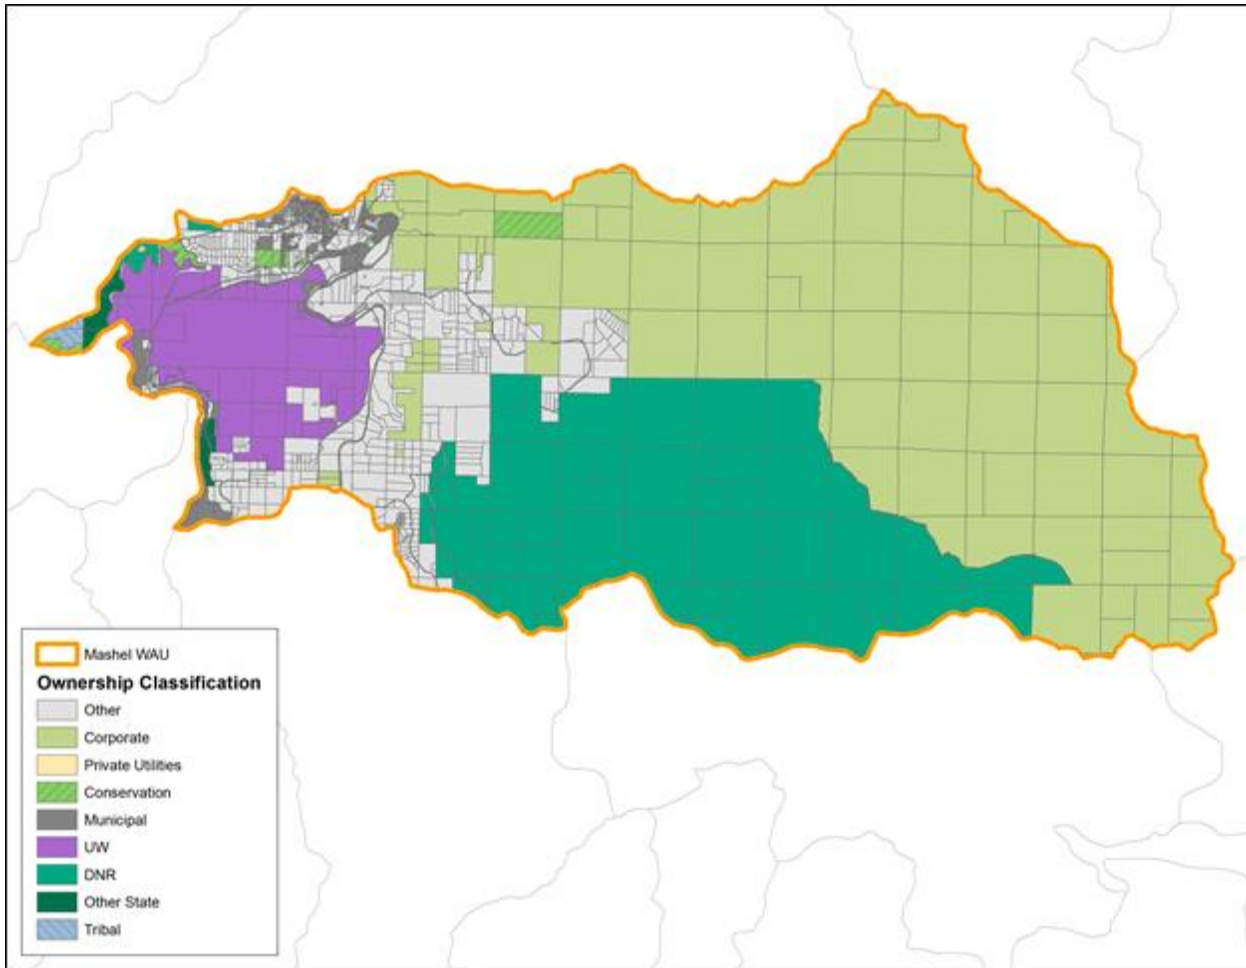 Mashel WAU
Ownership Classification
Other
Corporate
Private Utilities
Conservation
Municipal
UW
DNR
Other State
Tribal